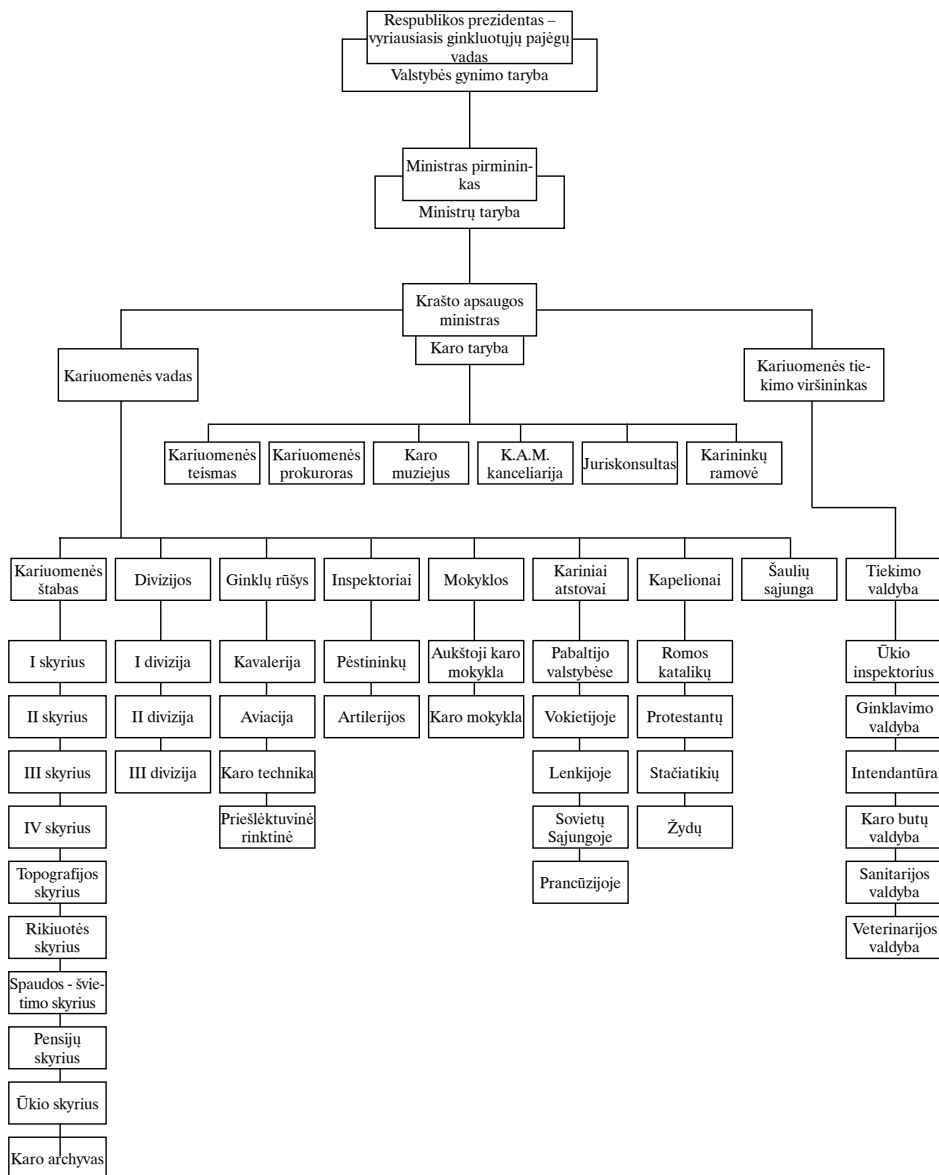 Respublikos prezidentas –
vyriausiasis ginkluotųjų pajėgų
vadas
Valstybės gynimo taryba
Ministras pirminin-
kas
Ministrų taryba
Krašto apsaugos
ministras
Karo taryba
Kariuomenės vadas
Kariuomenės tie-
kimo viršininkas
Kariuomenės
teismas
Kariuomenės
prokuroras
Karo
muziejus
K.A.M.
kanceliarija
Juriskonsultas
Karininkų
ramovė
Kariuomenės
štabas
Divizijos
Ginklų rūšys
Inspektoriai
Mokyklos
Kariniai
atstovai
Kapelionai
Šaulių
sąjunga
Tiekimo
valdyba
I skyrius
I divizija
Kavalerija
Pėstininkų
Aukštoji karo
mokykla
Pabaltijo
valstybėse
Romos
katalikų
Ūkio
inspektorius
II skyrius
II divizija
Aviacija
Artilerijos
Karo mokykla
Vokietijoje
Protestantų
Ginklavimo
valdyba
III skyrius
III divizija
Karo technika
Lenkijoje
Stačiatikių
Intendantūra
IV skyrius
Priešlėktuvinė
rinktinė
Sovietų
Sąjungoje
Žydų
Karo butų
valdyba
Topografijos
skyrius
Prancūzijoje
Sanitarijos
valdyba
Rikiuotės
skyrius
Veterinarijos
valdyba
Spaudos - švie-
timo skyrius
Pensijų
skyrius
Ūkio skyrius
Karo archyvas